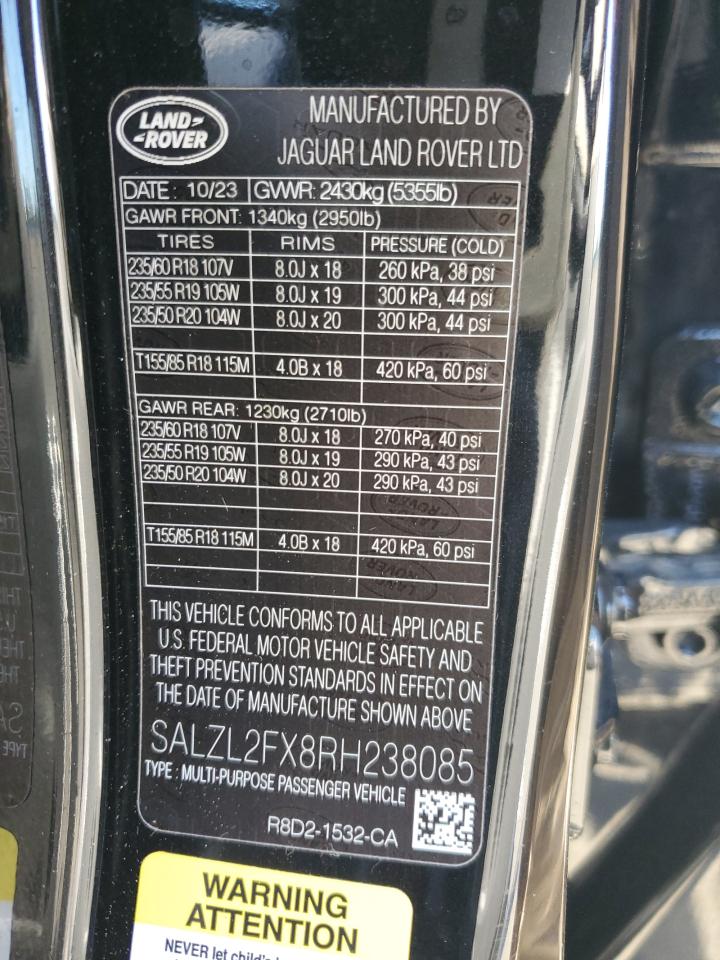 LAND-
-ROVER
MANUFACTURED BY
JAGUAR LAND ROVER LTD
DATE: 10/23 GVWR: 2430kg (5355lb)
GAWR FRONT: 1340kg (2950lb)
TIRES RIMS PRESSURE (COLD)
235/60 R18 107V 8.0J x 18 260 kPa, 38 psi
235/55 R19 105W 8.0J x 19 300 kPa, 44 psi
235/50 R20 104W 8.0J x 20 300 kPa, 44 psi
T155/85 R18 115M 4.0B x 18 420 kPa, 60 psi
GAWR REAR: 1230kg (2710lb)
235/60 R18 107V 8.0J x 18 270 kPa, 40 psi
235/55 R19 105W 8.0J x 19 290 kPa, 43 psi
235/50 R20 104W 8.0J x 20 290 kPa, 43 psi
T155/85 R18 115M 4.0B x 18 420 kPa, 60 psi
THIS VEHICLE CONFORMS TO ALL APPLICABLE
U.S. FEDERAL MOTOR VEHICLE SAFETY AND
THEFT PREVENTION STANDARDS IN EFFECT ON
THE DATE OF MANUFACTURE SHOWN ABOVE
SALZL2FX8RH238085
TYPE : MULTI-PURPOSE PASSENGER VEHICLE
R8D2-1532-CA
WARNING
ATTENTION
NEVER let child's